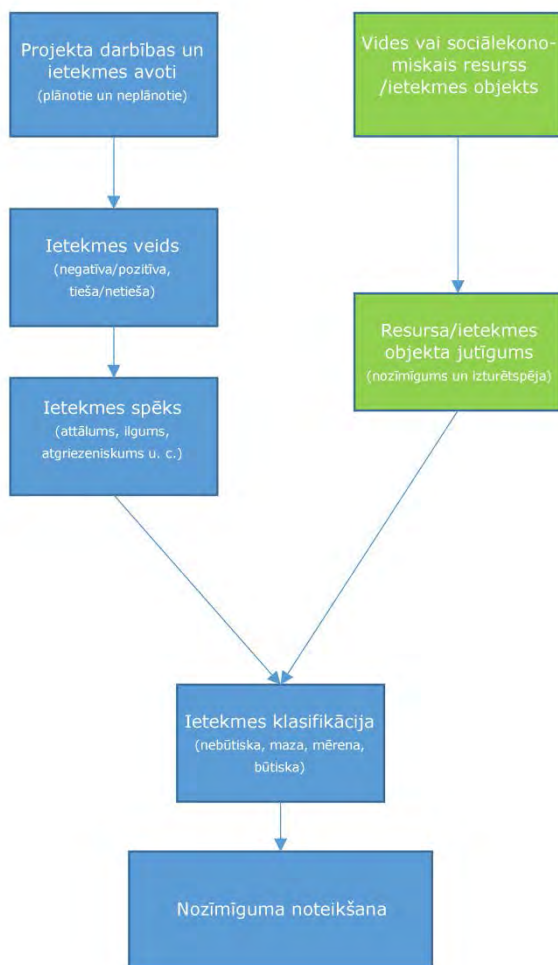 Projekta darbības un
ietekmes avoti
(plānotie un neplānotie)
Ietekmes veids
(negatīva/pozitīva,
tieša/netieša)
Ietekmes spēks
(attālums, ilgums,
atgriezeniskums u. c.)
Vides vai sociālekono-
miskais resurss
/ietekmes objekts
Resursa/ietekmes
objekta jutīgums
(nozīmīgums un izturētspēja)
Ietekmes klasifikācija
(nebūtiska, maza, mērena,
būtiska)
Nozīmīguma noteikšana